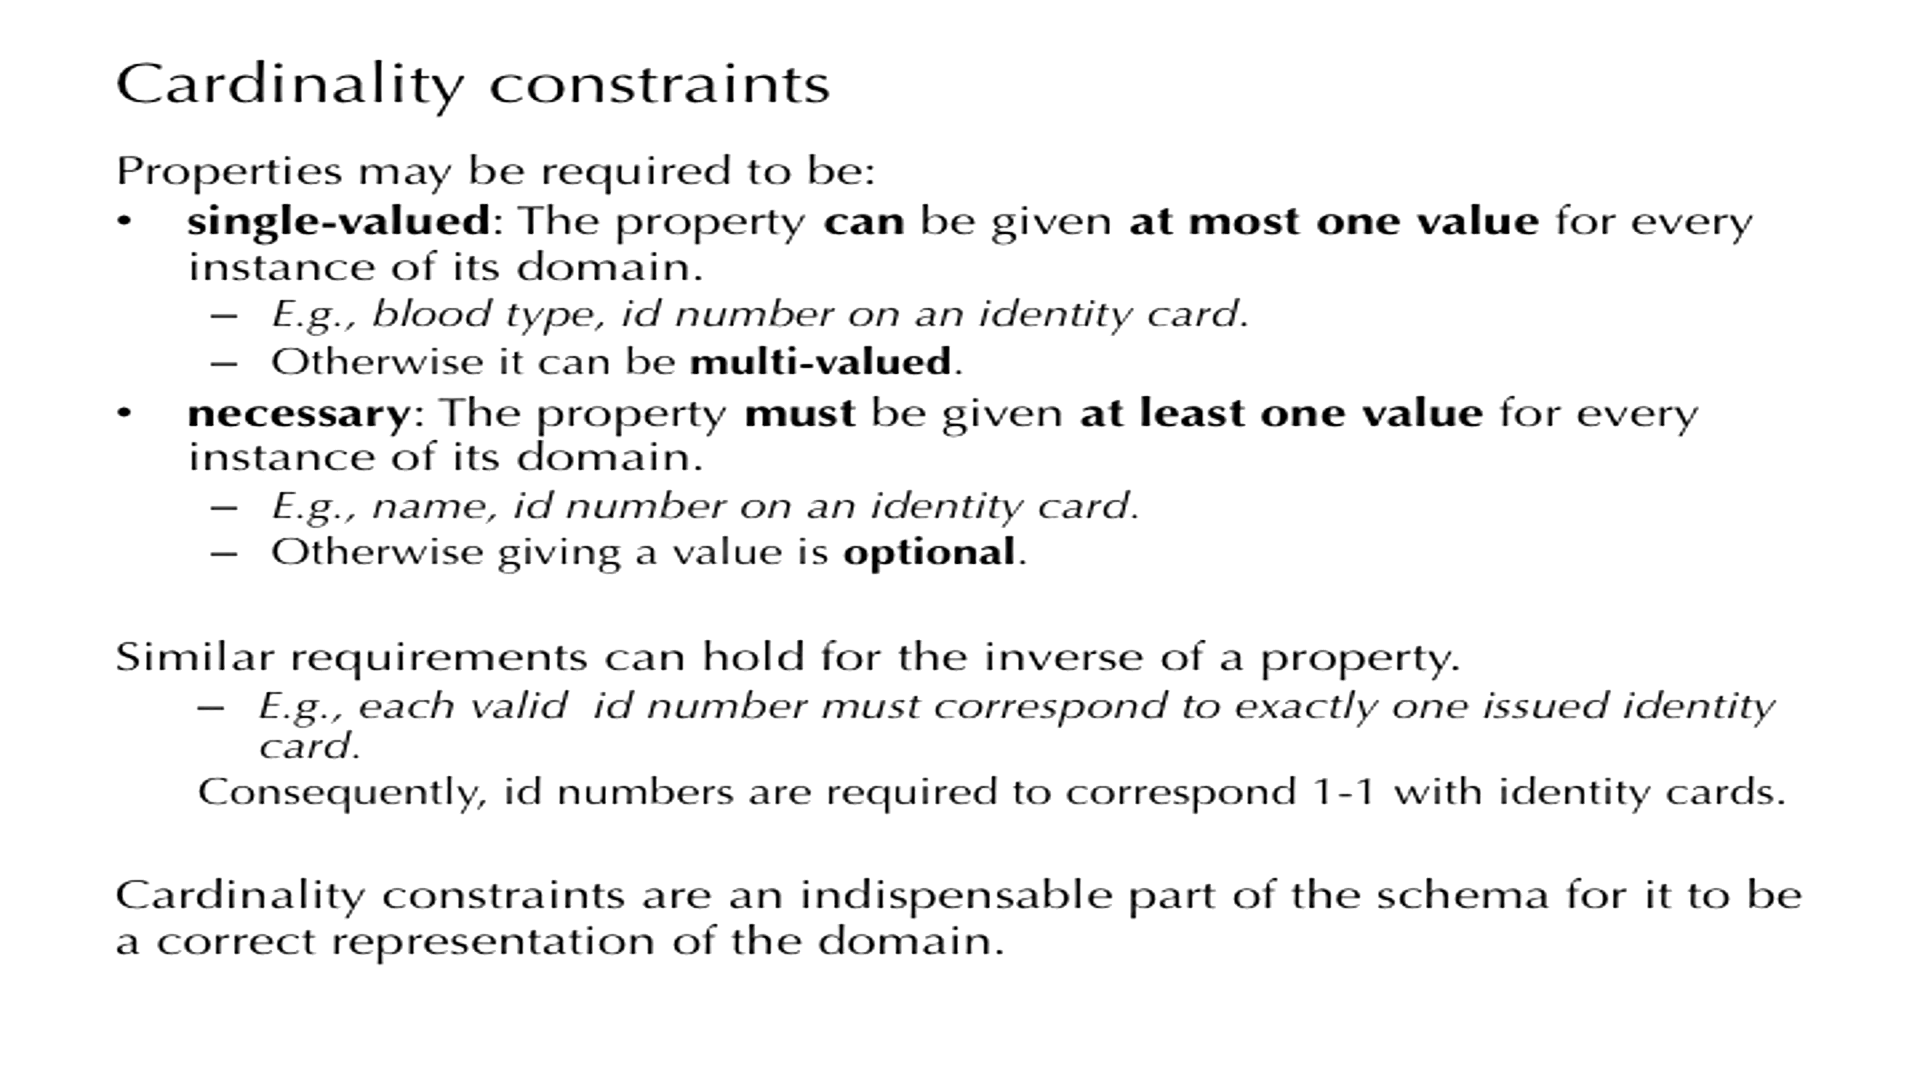 Cardinality constraints
Properties may be required to be:
• single-valued: The property can be given at most one value for every
instance of its domain.
– E.g., blood type, id number on an identity card.
– Otherwise it can be multi-valued.
• necessary: The property must be given at least one value for every
instance of its domain.
– E.g., name, id number on an identity card.
– Otherwise giving a value is optional.
Similar requirements can hold for the inverse of a property.
– E.g., each valid id number must correspond to exactly one issued identity
card.
Consequently, id numbers are required to correspond 1-1 with identity cards.
Cardinality constraints are an indispensable part of the schema for it to be
a correct representation of the domain.